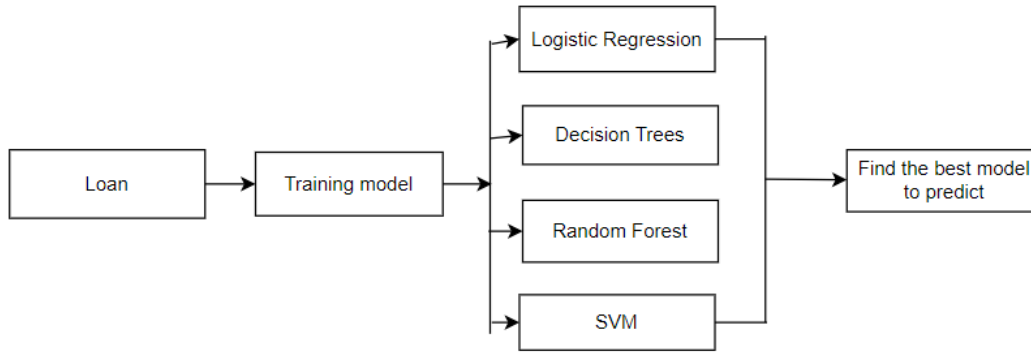 Loan
Training model
Logistic Regression
Decision Trees
Random Forest
SVM
Find the best model
to predict